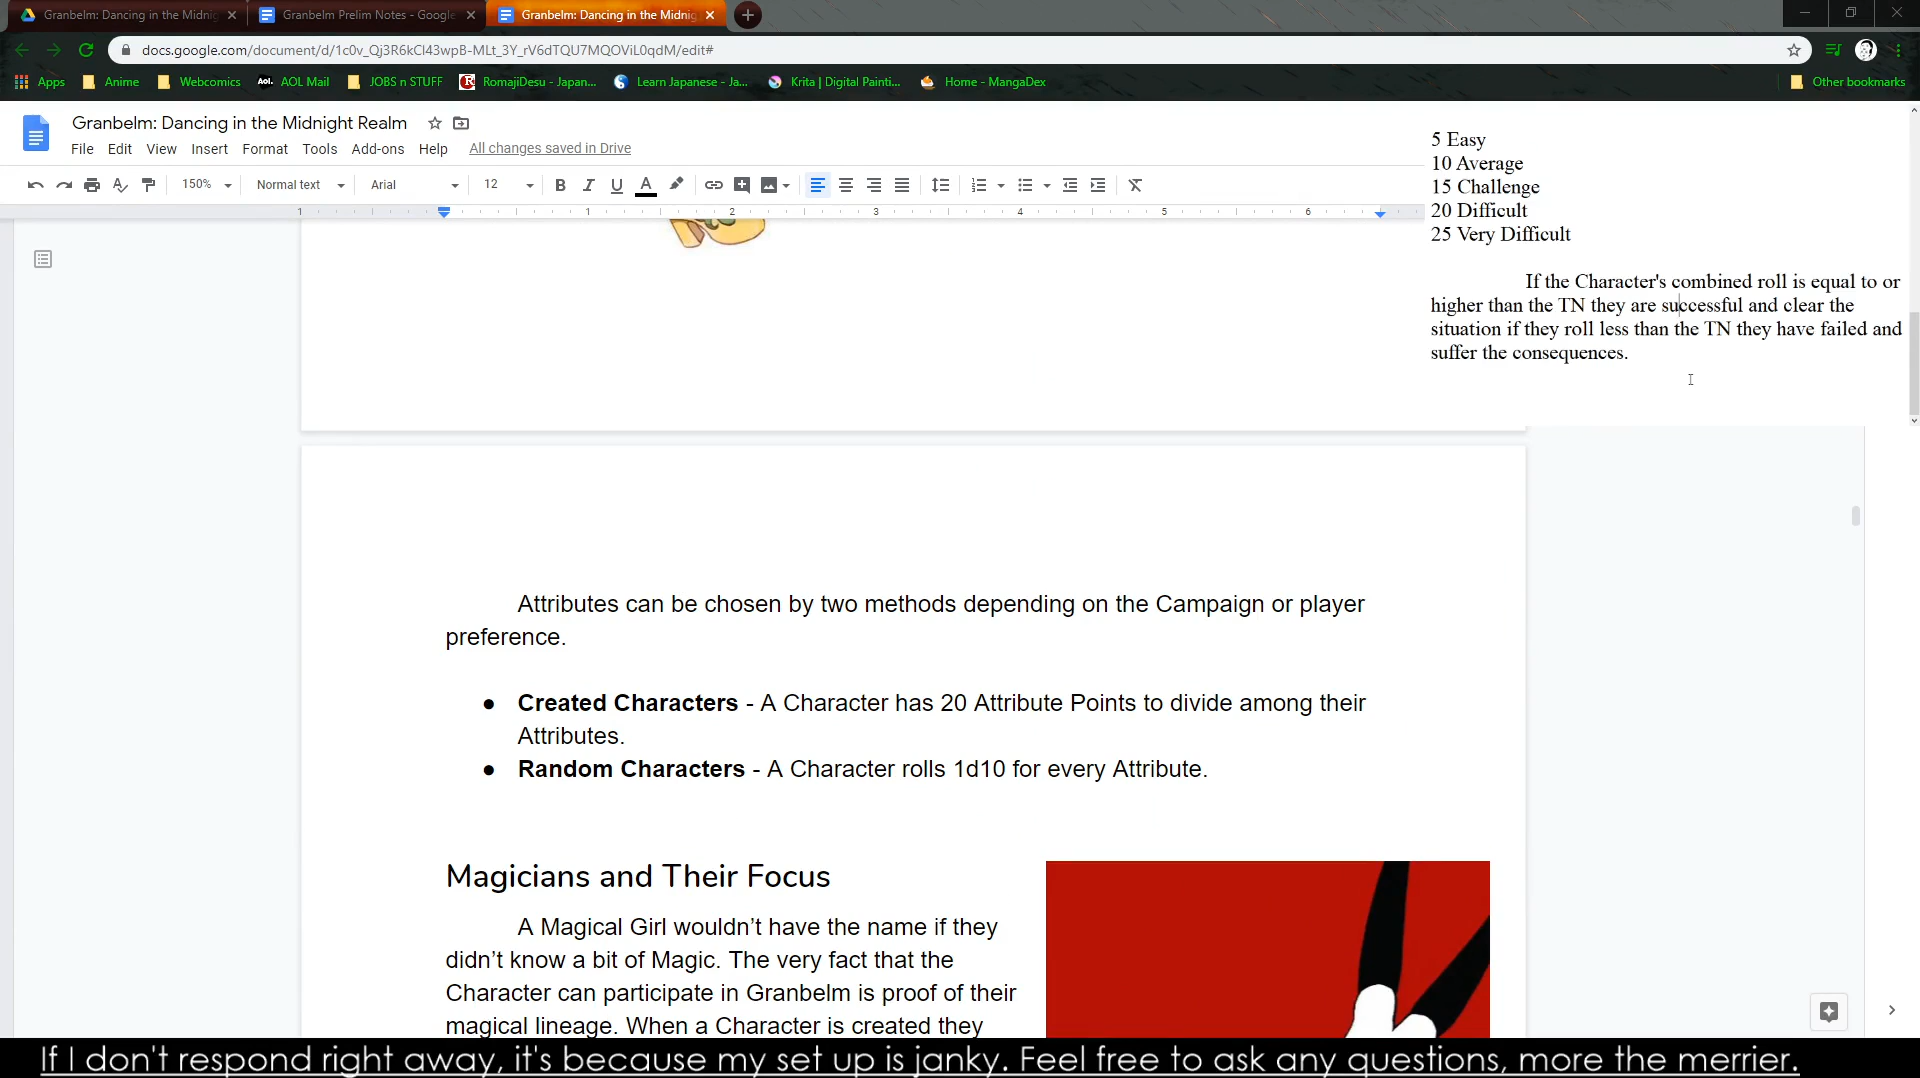 Granbelm: Dancing in the Midnig
Granbelm Prelim Notes - Google
Granbelm: Dancing in the Midnig
docs.google.com/document/d/1c0v_Qj3R6kCl43wpB-MLt_3Y_rV6dTQU7MQOViL0qdM/edit#
Apps Anime Webcomics Aol. AOL Mail JOBS n STUFF RomajiDesu - Japan... Learn Japanese - Ja... Krita | Digital Painti... Home - MangaDex Other bookmarks
Granbelm: Dancing in the Midnight Realm
File Edit View Insert Format Tools Add-ons Help All changes saved in Drive
150% Normal text Arial 12 B I U A
1 1 2 3 4 5 6
5 Easy
10 Average
15 Challenge
20 Difficult
25 Very Difficult
If the Character's combined roll is equal to or
higher than the TN they are successful and clear the
situation if they roll less than the TN they have failed and
suffer the consequences.
Attributes can be chosen by two methods depending on the Campaign or player
preference.
● Created Characters - A Character has 20 Attribute Points to divide among their
Attributes.
● Random Characters - A Character rolls 1d10 for every Attribute.
Magicians and Their Focus
A Magical Girl wouldn’t have the name if they
didn’t know a bit of Magic. The very fact that the
Character can participate in Granbelm is proof of their
magical lineage. When a Character is created they
If I don't respond right away, it's because my set up is janky. Feel free to ask any questions, more the merrier.